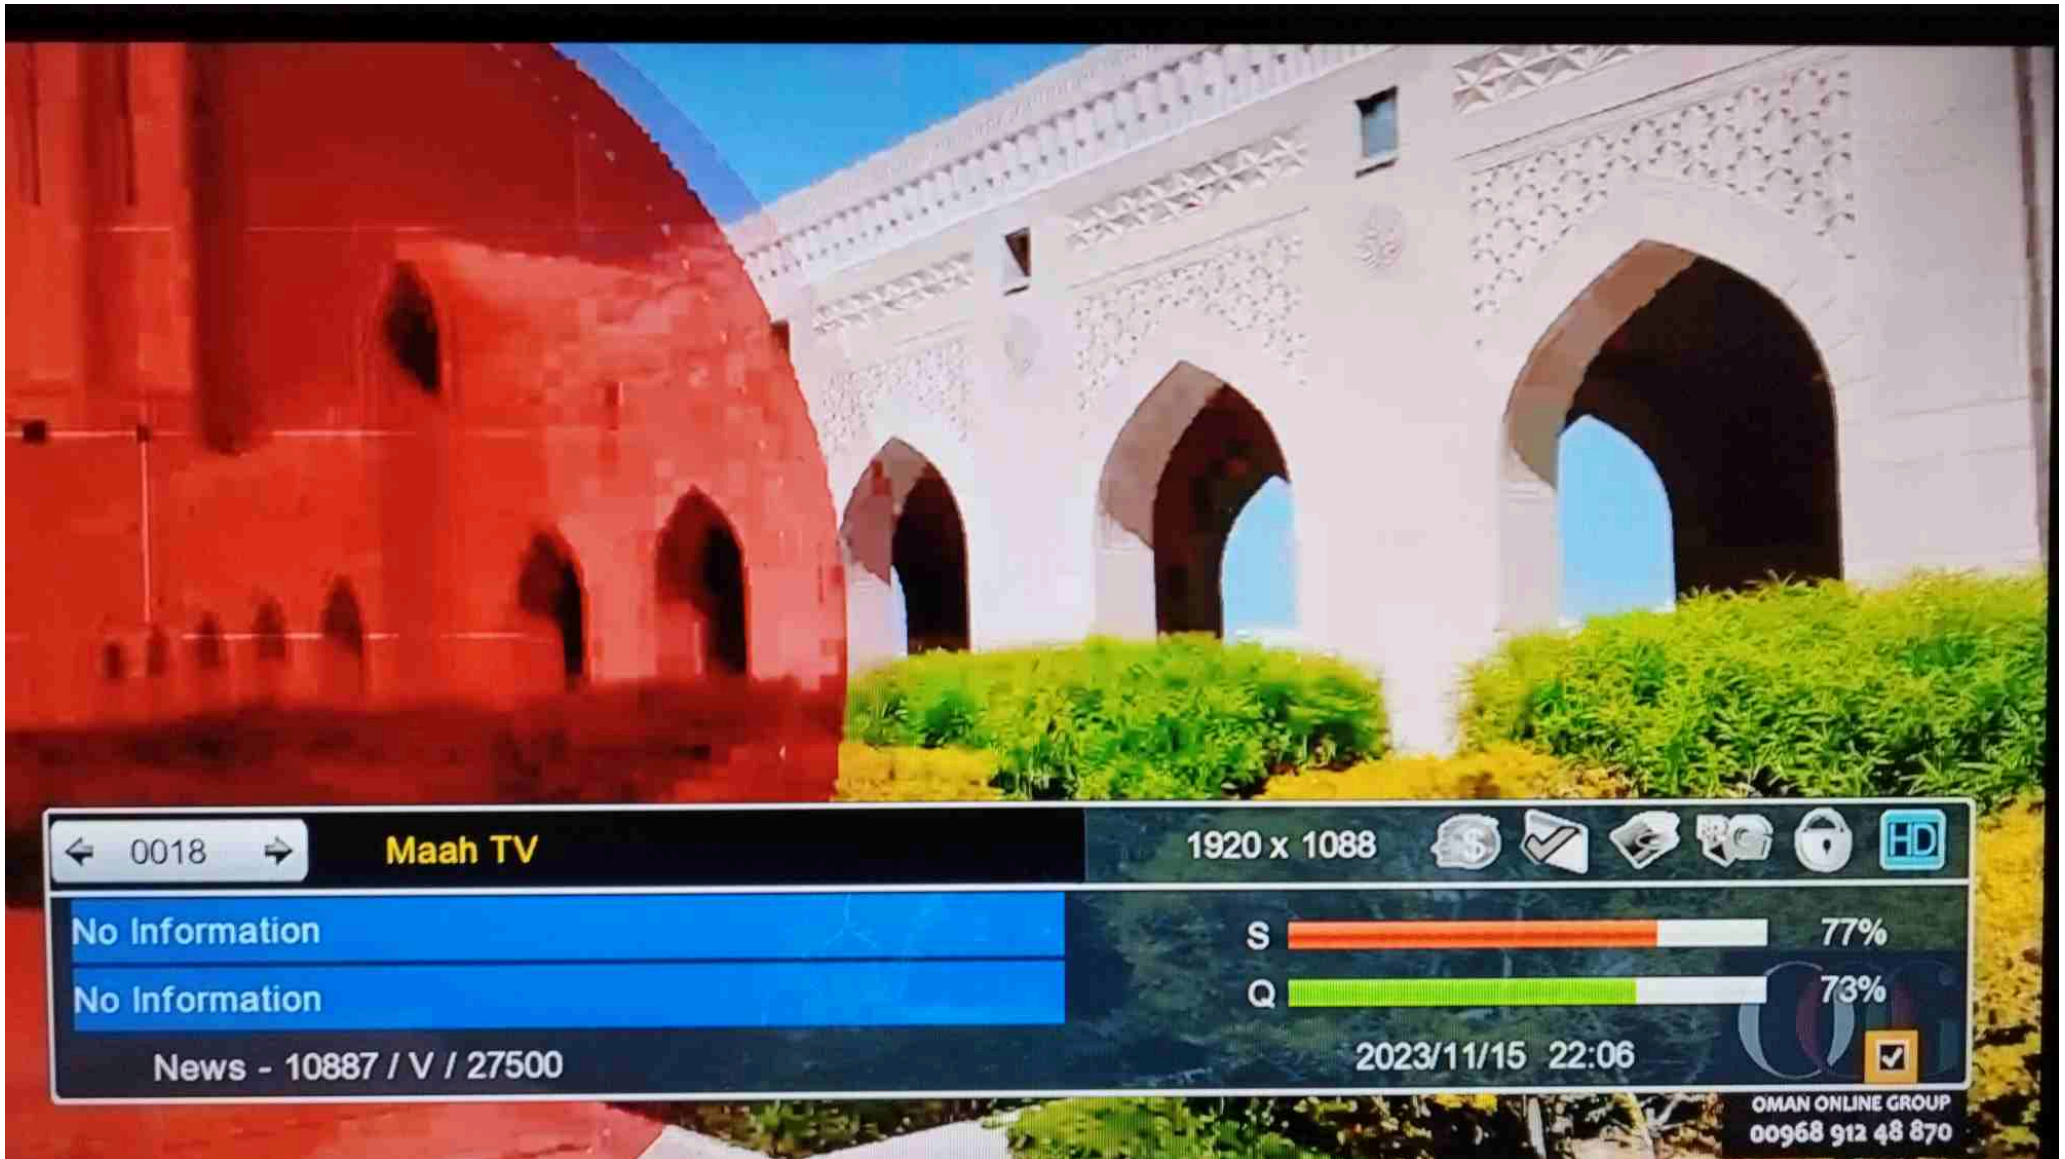 0018
Maah TV
1920 x 1088
HD
No Information
No Information
S 77%
Q 73%
News - 10887 / V / 27500
2023/11/15 22:06
OMAN ONLINE GROUP
00968 912 48 870